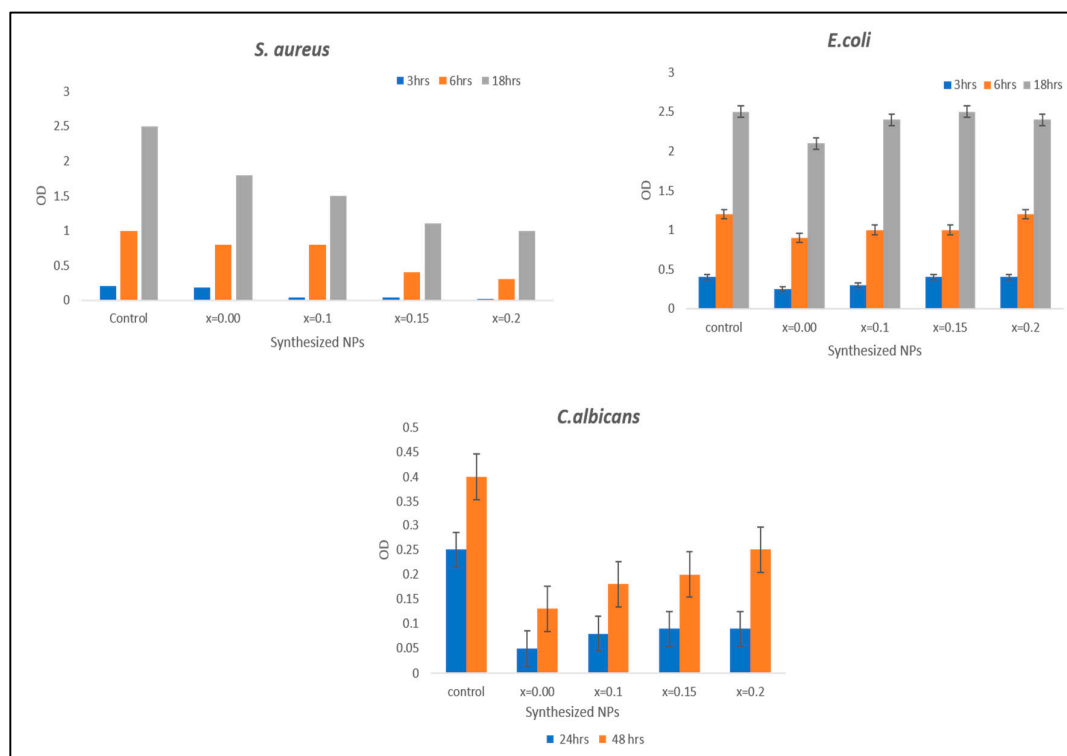 S. aureus
3hrs 6hrs 18hrs
3
2.5
2
1.5
1
0.5
0
OD
Control x=0.00 x=0.1 x=0.15 x=0.2
Synthesized NPs
E.coli
3hrs 6hrs 18hrs
3
2.5
2
1.5
1
0.5
0
OD
control x=0.00 x=0.1 x=0.15 x=0.2
Synthesized NPs
C.albicans
0.5
0.45
0.4
0.35
0.3
0.25
0.2
0.15
0.1
0.05
0
OD
control x=0.00 x=0.1 x=0.15 x=0.2
Synthesized NPs
24hrs 48 hrs